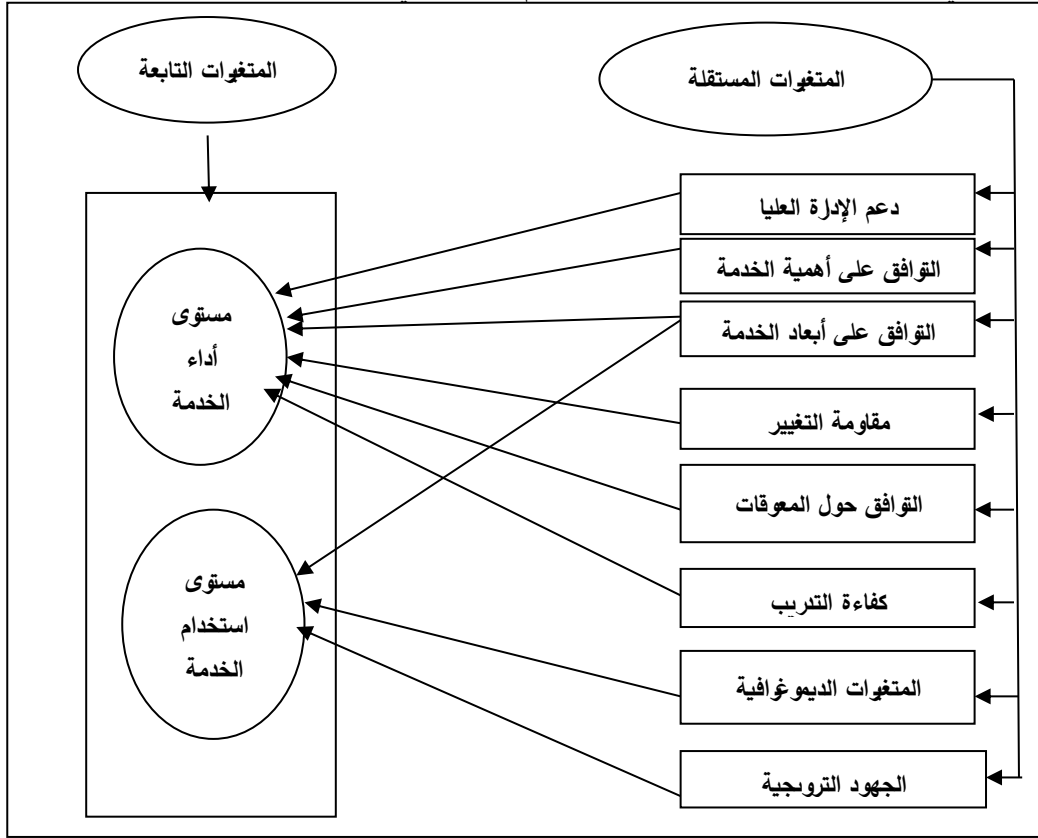 المتغيرات المستقلة
المتغيرات التابعة
دعم الإدارة العليا
التوافق على أهمية الخدمة
التوافق على أبعاد الخدمة
مقاومة التغيير
التوافق حول المعوقات
كفاءة التدريب
المتغيرات الديموغرافية
الجهود الترويجية
مستوى
أداء
الخدمة
مستوى
استخدام
الخدمة